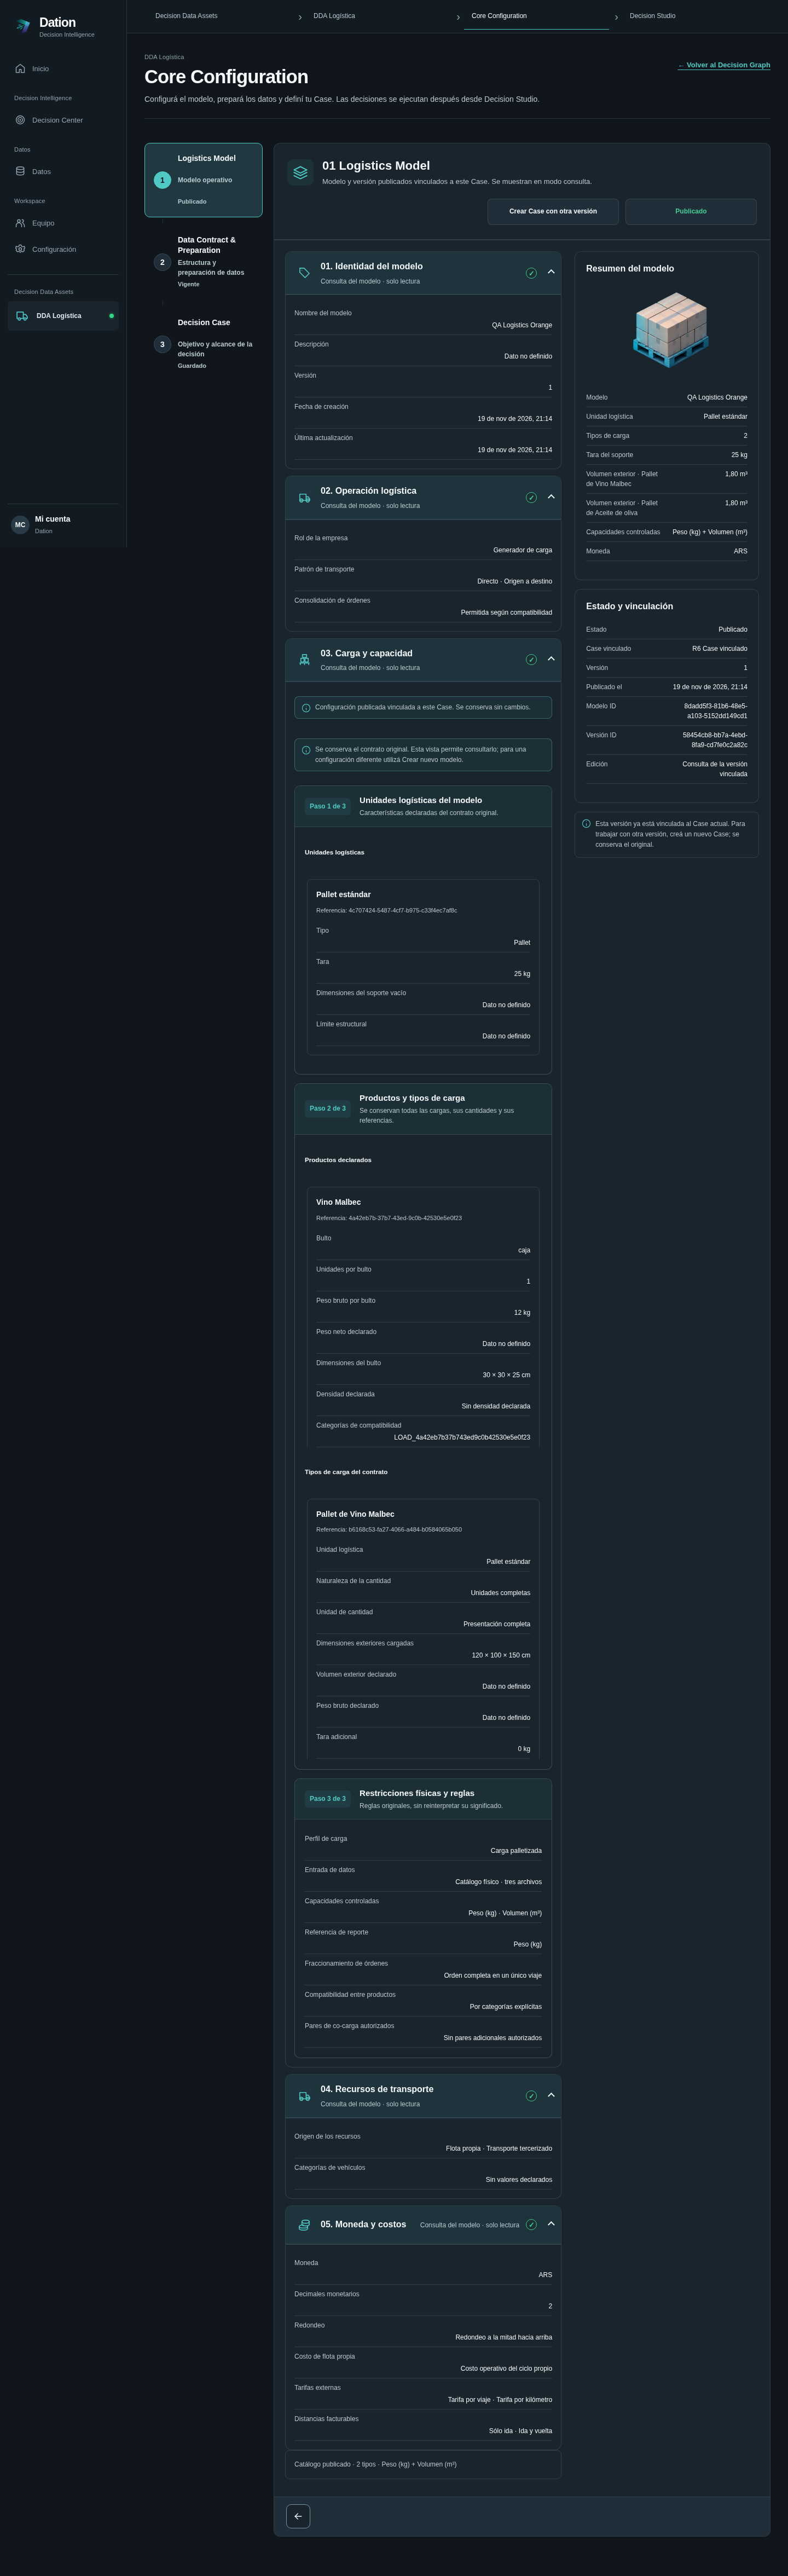 Dation
Decision Intelligence
Inicio
Decision Intelligence
Decision Center
Datos
Datos
Workspace
Equipo
Configuración
Decision Data Assets
DDA Logística
MC
Mi cuenta
Dation
Decision Data Assets
›
DDA Logística
›
Core Configuration
›
Decision Studio
DDA Logística
Core Configuration
Configurá el modelo, prepará los datos y definí tu Case. Las decisiones se ejecutan después desde Decision Studio.
← Volver al Decision Graph
Logistics Model
1
Modelo operativo
Publicado
Data Contract &
Preparation
2
Estructura y
preparación de datos
Vigente
Decision Case
3
Objetivo y alcance de la
decisión
Guardado
01 Logistics Model
Modelo y versión publicados vinculados a este Case. Se muestran en modo consulta.
Crear Case con otra versión
Publicado
01. Identidad del modelo
Consulta del modelo · solo lectura
Nombre del modelo
QA Logistics Orange
Descripción
Dato no definido
Versión
1
Fecha de creación
19 de nov de 2026, 21:14
Última actualización
19 de nov de 2026, 21:14
02. Operación logística
Consulta del modelo · solo lectura
Rol de la empresa
Generador de carga
Patrón de transporte
Directo · Origen a destino
Consolidación de órdenes
Permitida según compatibilidad
03. Carga y capacidad
Consulta del modelo · solo lectura
Configuración publicada vinculada a este Case. Se conserva sin cambios.
Se conserva el contrato original. Esta vista permite consultarlo; para una
configuración diferente utilizá Crear nuevo modelo.
Paso 1 de 3
Unidades logísticas del modelo
Características declaradas del contrato original.
Unidades logísticas
Pallet estándar
Referencia: 4c707424-5487-4cf7-b975-c33f4ec7af8c
Tipo
Pallet
Tara
25 kg
Dimensiones del soporte vacío
Dato no definido
Límite estructural
Dato no definido
Paso 2 de 3
Productos y tipos de carga
Se conservan todas las cargas, sus cantidades y sus
referencias.
Productos declarados
Vino Malbec
Referencia: 4a42eb7b-37b7-43ed-9c0b-42530e5e0f23
Bulto
caja
Unidades por bulto
1
Peso bruto por bulto
12 kg
Peso neto declarado
Dato no definido
Dimensiones del bulto
30 × 30 × 25 cm
Densidad declarada
Sin densidad declarada
Categorías de compatibilidad
LOAD_4a42eb7b37b743ed9c0b42530e5e0f23
Tipos de carga del contrato
Pallet de Vino Malbec
Referencia: b6168c53-fa27-4066-a484-b0584065b050
Unidad logística
Pallet estándar
Naturaleza de la cantidad
Unidades completas
Unidad de cantidad
Presentación completa
Dimensiones exteriores cargadas
120 × 100 × 150 cm
Volumen exterior declarado
Dato no definido
Peso bruto declarado
Dato no definido
Tara adicional
0 kg
Paso 3 de 3
Restricciones físicas y reglas
Reglas originales, sin reinterpretar su significado.
Perfil de carga
Carga palletizada
Entrada de datos
Catálogo físico · tres archivos
Capacidades controladas
Peso (kg) · Volumen (m³)
Referencia de reporte
Peso (kg)
Fraccionamiento de órdenes
Orden completa en un único viaje
Compatibilidad entre productos
Por categorías explícitas
Pares de co-carga autorizados
Sin pares adicionales autorizados
04. Recursos de transporte
Consulta del modelo · solo lectura
Origen de los recursos
Flota propia · Transporte tercerizado
Categorías de vehículos
Sin valores declarados
05. Moneda y costos
Consulta del modelo · solo lectura
Moneda
ARS
Decimales monetarios
2
Redondeo
Redondeo a la mitad hacia arriba
Costo de flota propia
Costo operativo del ciclo propio
Tarifas externas
Tarifa por viaje · Tarifa por kilómetro
Distancias facturables
Sólo ida · Ida y vuelta
Catálogo publicado · 2 tipos · Peso (kg) + Volumen (m³)
Resumen del modelo
Modelo
QA Logistics Orange
Unidad logística
Pallet estándar
Tipos de carga
2
Tara del soporte
25 kg
Volumen exterior · Pallet
de Vino Malbec
1,80 m³
Volumen exterior · Pallet
de Aceite de oliva
1,80 m³
Capacidades controladas
Peso (kg) + Volumen (m³)
Moneda
ARS
Estado y vinculación
Estado
Publicado
Case vinculado
R6 Case vinculado
Versión
1
Publicado el
19 de nov de 2026, 21:14
Modelo ID
8dadd5f3-81b6-48e5-
a103-5152dd149cd1
Versión ID
58454cb8-bb7a-4ebd-
8fa9-cd7fe0c2a82c
Edición
Consulta de la versión
vinculada
Esta versión ya está vinculada al Case actual. Para
trabajar con otra versión, creá un nuevo Case; se
conserva el original.